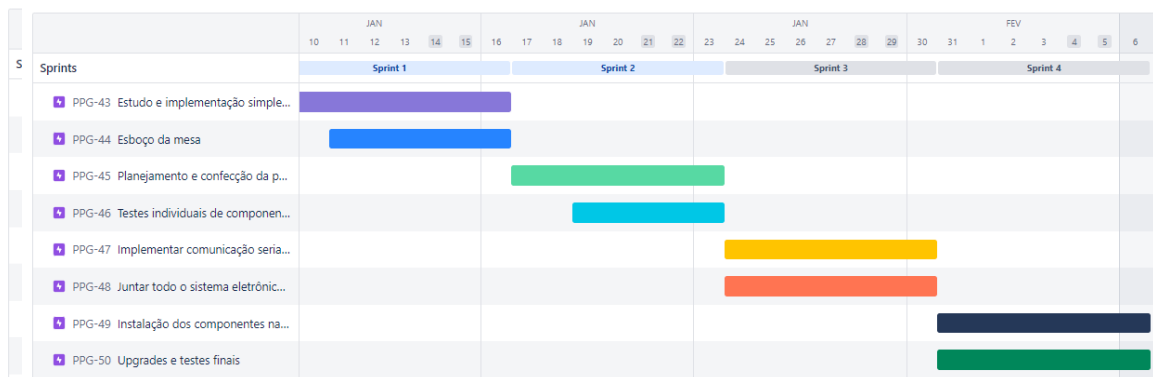 JAN JAN JAN FEV
10 11 12 13 14 15 16 17 18 19 20 21 22 23 24 25 26 27 28 29 30 31 1 2 3 4 5 6
S
Sprints Sprint 1 Sprint 2 Sprint 3 Sprint 4
PPG-43 Estudo e implementação simple...
PPG-44 Esboço da mesa
PPG-45 Planejamento e confecção da p...
PPG-46 Testes individuais de componen...
PPG-47 Implementar comunicação seria...
PPG-48 Juntar todo o sistema eletrônic...
PPG-49 Instalação dos componentes na...
PPG-50 Upgrades e testes finais